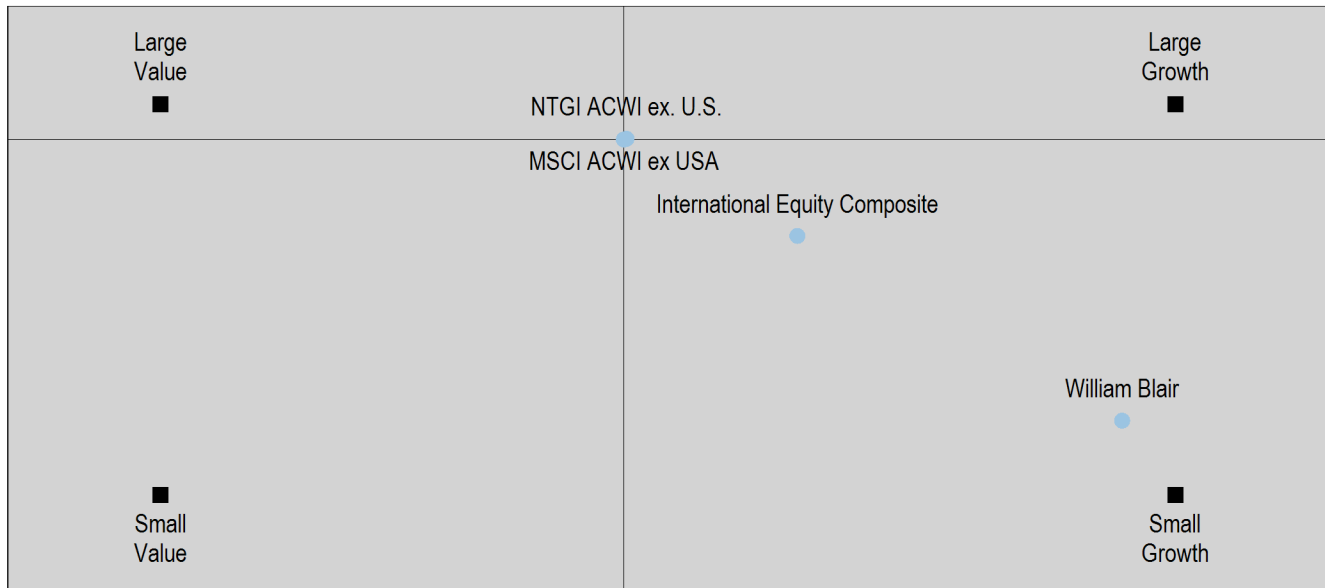 Large
Value
Large
Growth
NTGI ACWI ex. U.S.
MSCI ACWI ex USA
International Equity Composite
William Blair
Small
Value
Small
Growth